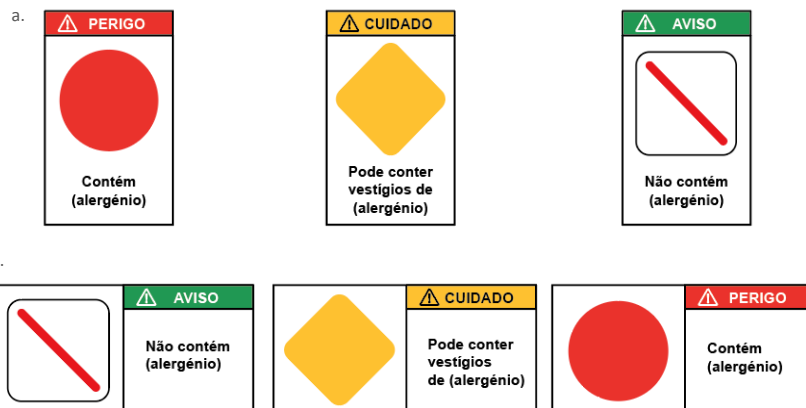 a.
PERIGO
Contém
(alergénio)
CUIDADO
Pode conter
vestígios de
(alergénio)
AVISO
Não contém
(alergénio)
.
AVISO
Não contém
(alergénio)
CUIDADO
Pode conter
vestígios
de (alergénio)
PERIGO
Contém
(alergénio)